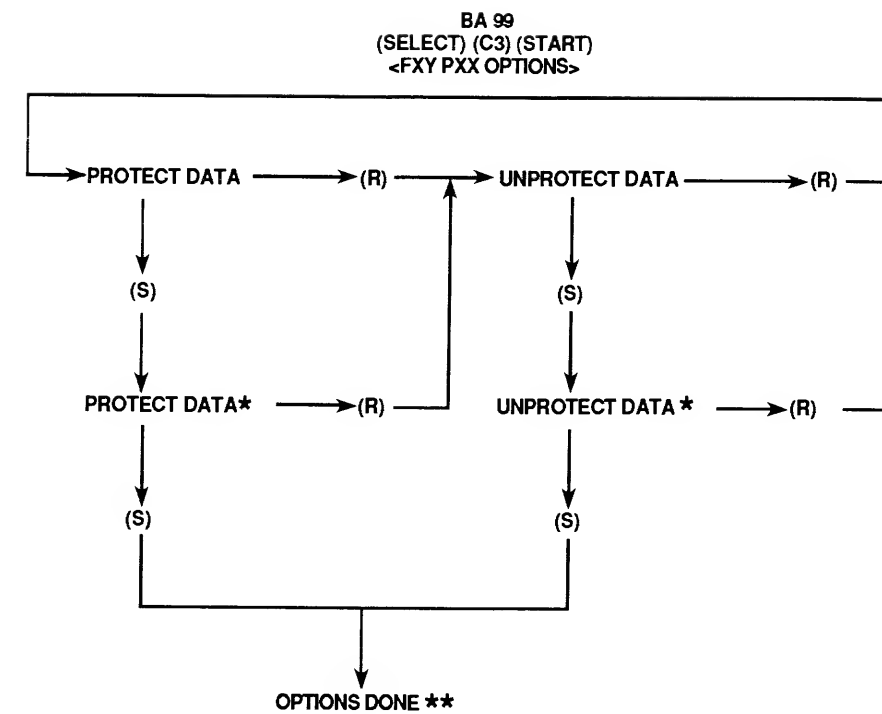 BA 99
(SELECT) (C3) (START)
<FXY PXX OPTIONS>
PROTECT DATA (R) UNPROTECT DATA (R)
(S) (S)
PROTECT DATA* (R) UNPROTECT DATA * (R)
(S) (S)
OPTIONS DONE **